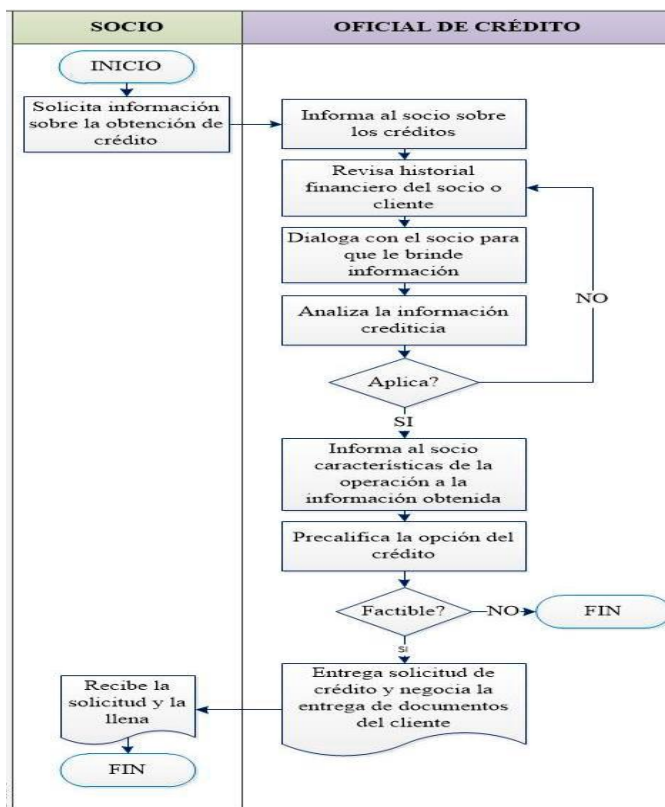 SOCIO
OFICIAL DE CRÉDITO
INICIO
Solicita información
sobre la obtención de
crédito
Informa al socio sobre
los créditos
Revisa historial
financiero del socio o
cliente
Dialoga con el socio para
que le brinde
información
Analiza la información
crediticia
NO
Aplica?
SI
Informa al socio
características de la
operación a la
información obtenida
Precalifica la opción del
crédito
Factible?
NO
FIN
SI
Entrega solicitud de
crédito y negocia la
entrega de documentos
del cliente
Recibe la
solicitud y la
llena
FIN